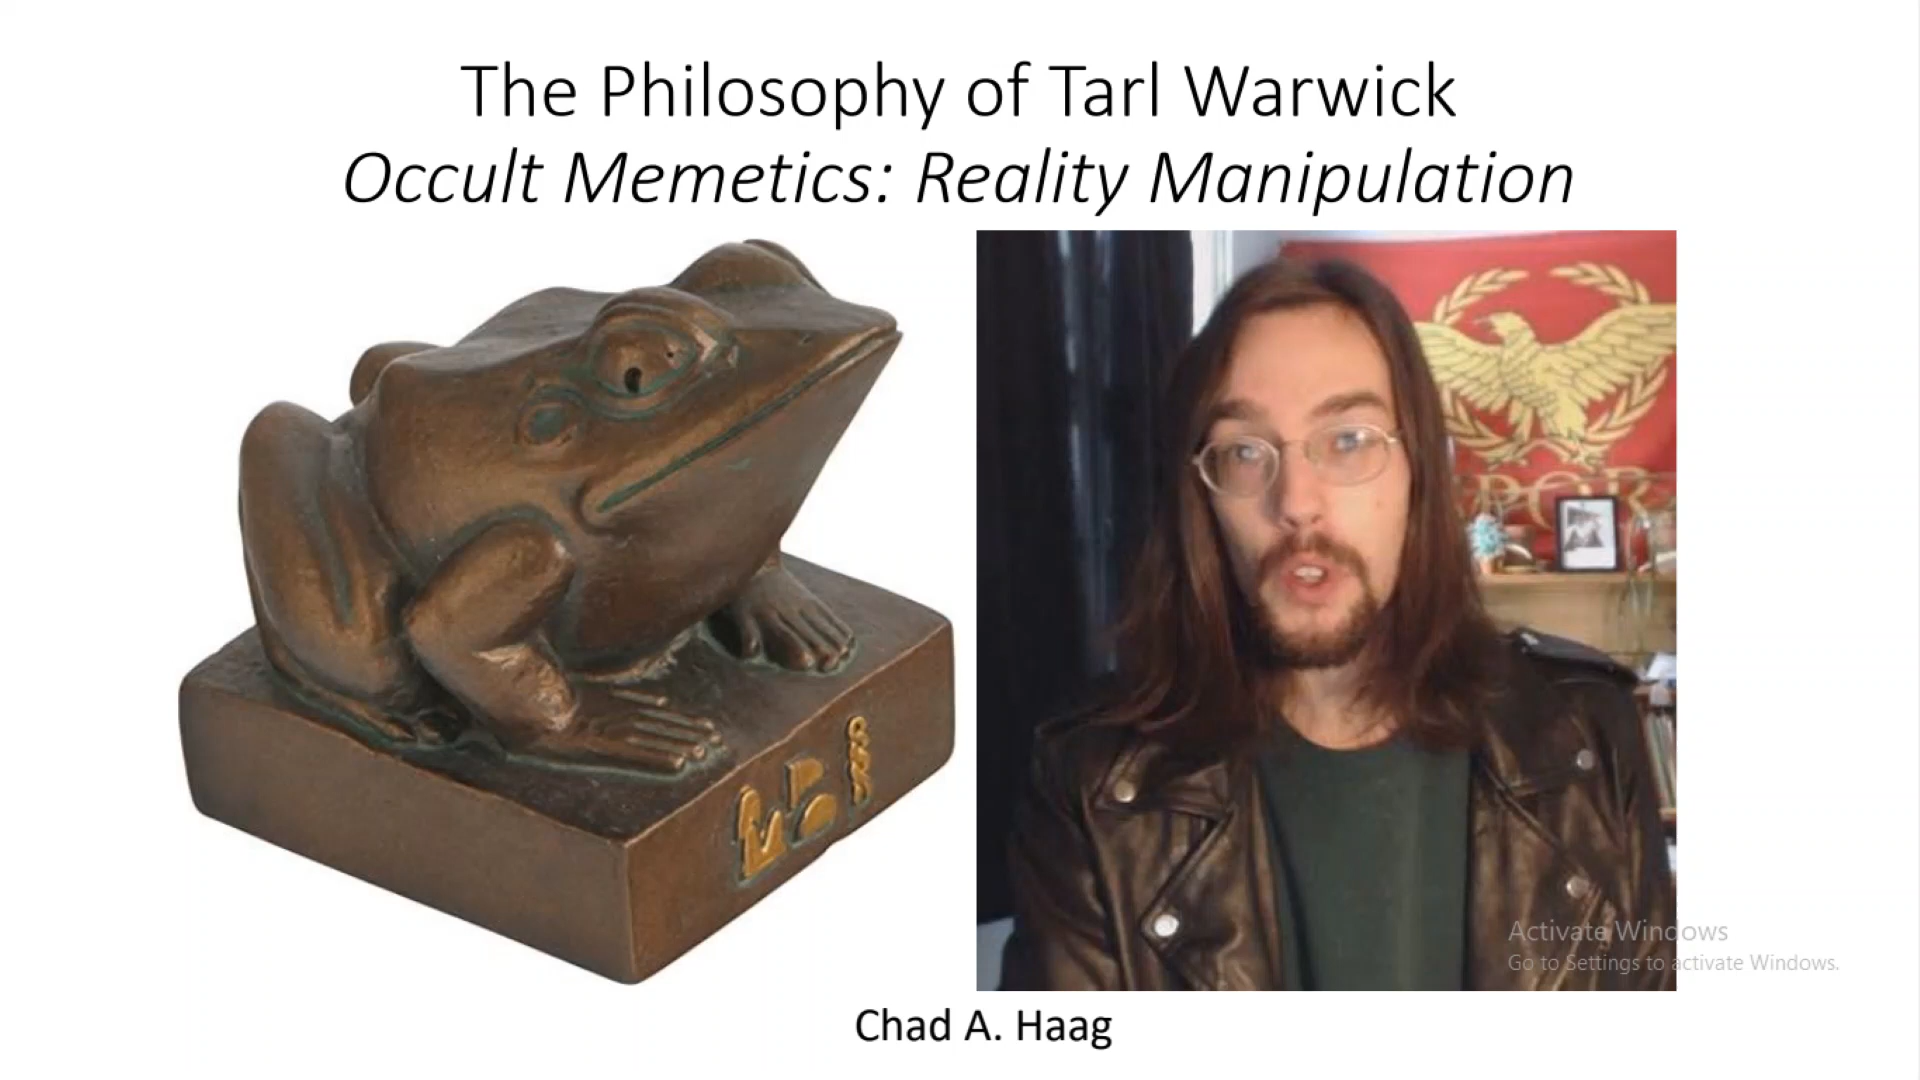 The Philosophy of Tarl Warwick
Occult Memetics: Reality Manipulation
Activate Windows
Go to Settings to activate Windows.
Chad A. Haag